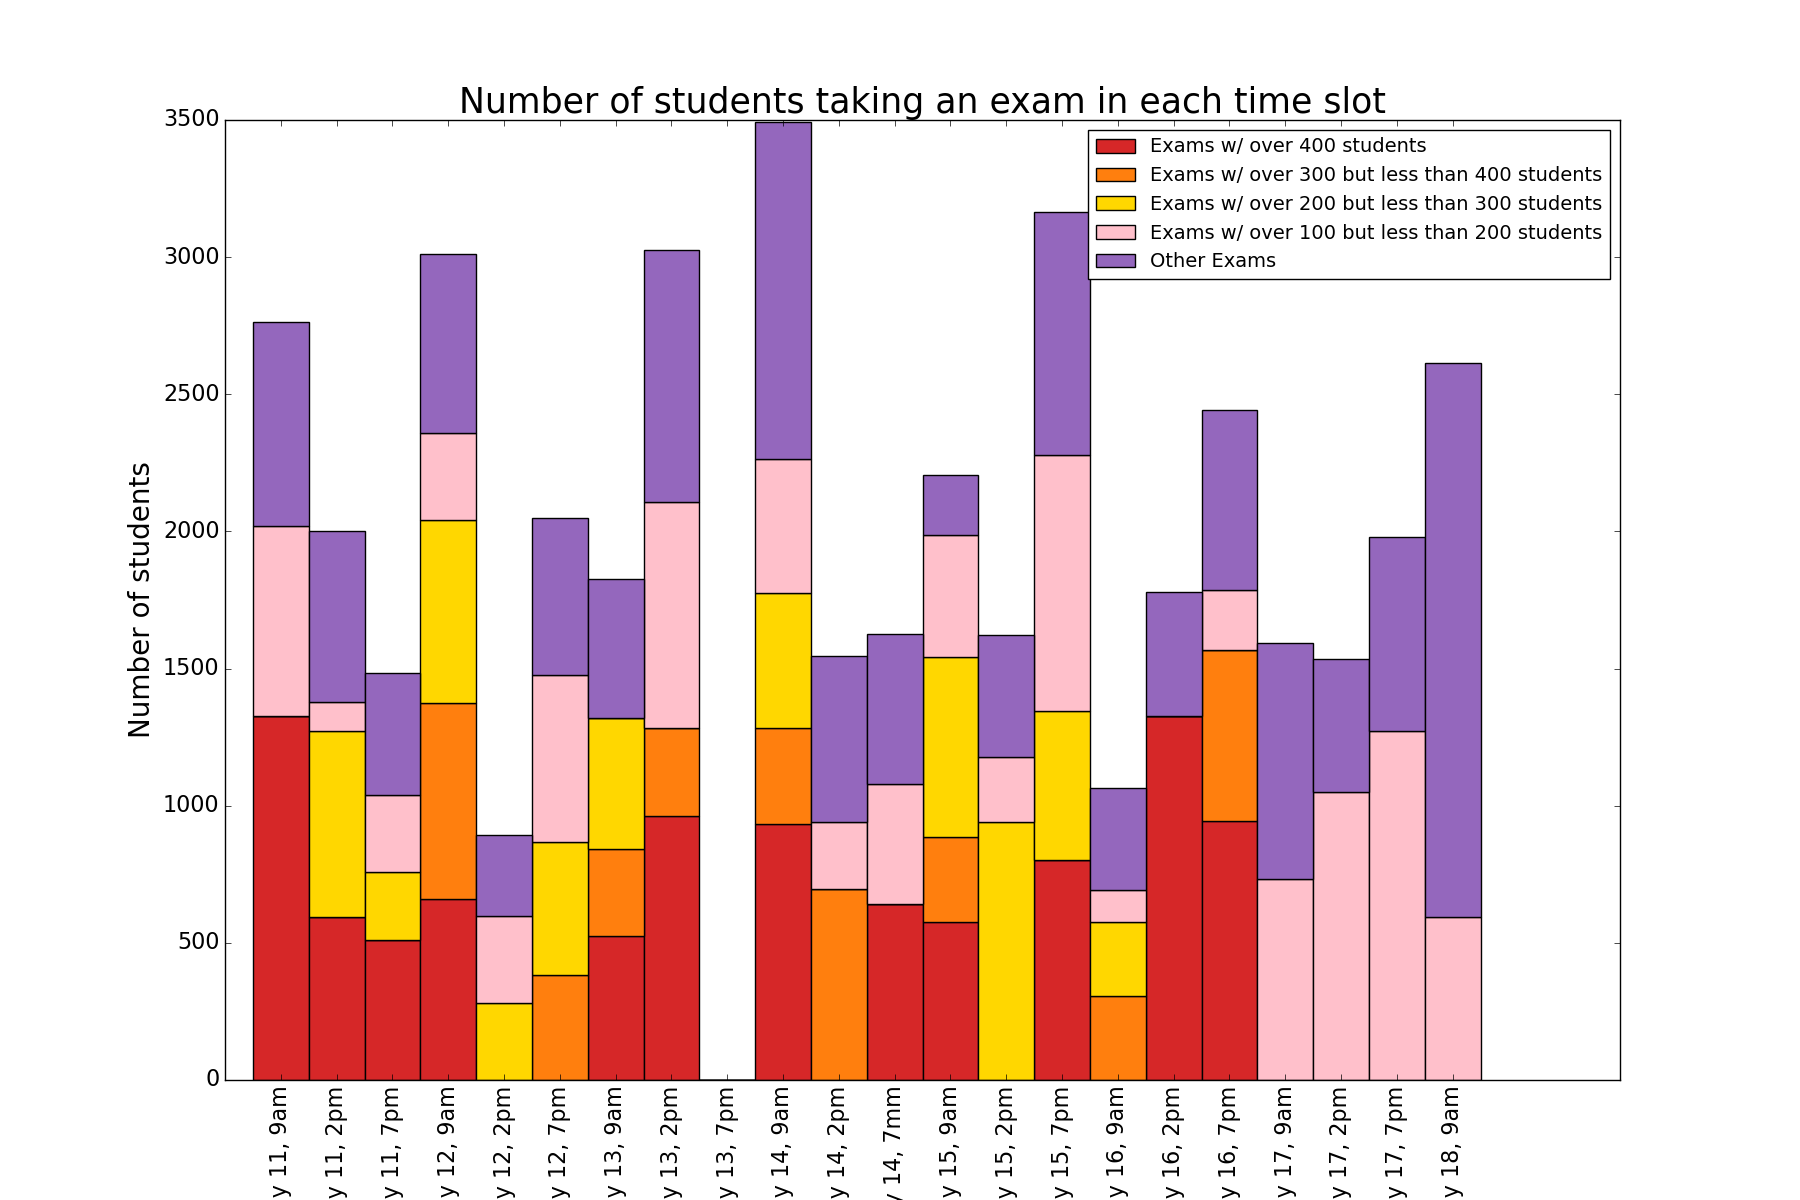 Number of students taking an exam in each time slot
3500
3000
2500
2000
1500
1000
500
0
Number of students
Exams w/ over 400 students
Exams w/ over 300 but less than 400 students
Exams w/ over 200 but less than 300 students
Exams w/ over 100 but less than 200 students
Other Exams
y 11, 9am
y 11, 2pm
y 11, 7pm
y 12, 9am
y 12, 2pm
y 12, 7pm
y 13, 9am
y 13, 2pm
y 13, 7pm
y 14, 9am
y 14, 2pm
y 14, 7mm
y 15, 9am
y 15, 2pm
y 15, 7pm
y 16, 9am
y 16, 2pm
y 16, 7pm
y 17, 9am
y 17, 2pm
y 17, 7pm
y 18, 9am